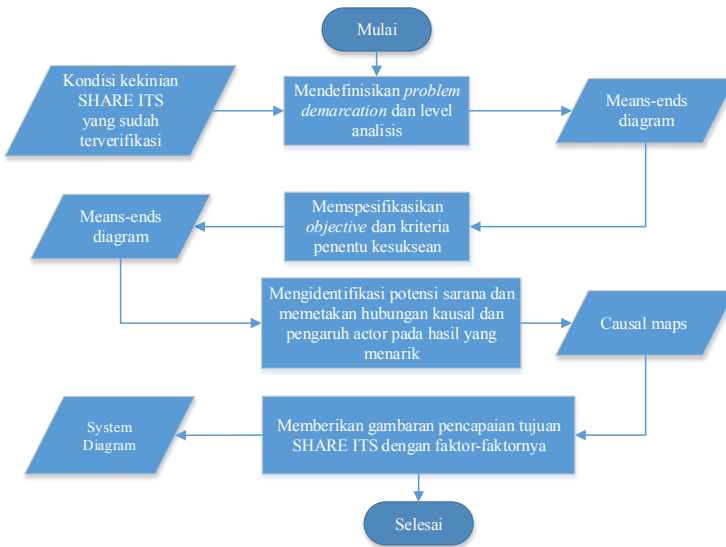 Mulai
Kondisi kekinian
SHARE ITS
yang sudah
terverifikasi
Mendefinisikan problem
demarcation dan level
analisis
Means-ends
diagram
Means-ends
diagram
Memspesifikasikan
objective dan kriteria
penentu kesuksean
Mengidentifikasi potensi sarana dan
memetakan hubungan kausal dan
pengaruh actor pada hasil yang
menarik
Causal maps
System
Diagram
Memberikan gambaran pencapaian tujuan
SHARE ITS dengan faktor-faktornya
Selesai